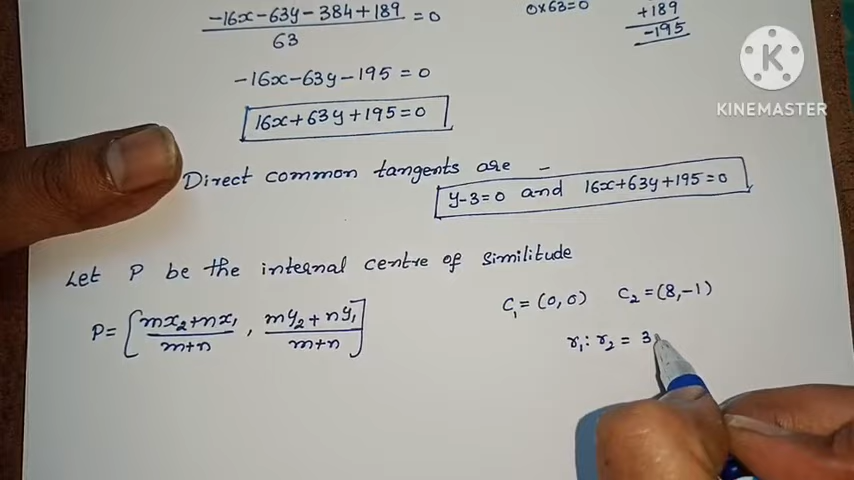 -16x-63y-384+189 / 63 = 0
0×63=0
+189
-195
-16x-63y-195 = 0
16x+63y+195=0
Direct common tangents are -
y-3=0 and 16x+63y+195=0
Let P be the internal centre of similitude
P= [ mx₂+nx₁ / m+n , my₂+ny₁ / m+n ]
C₁=(0,0) C₂=(8,-1)
r₁:r₂ = 3
KINEMASTER